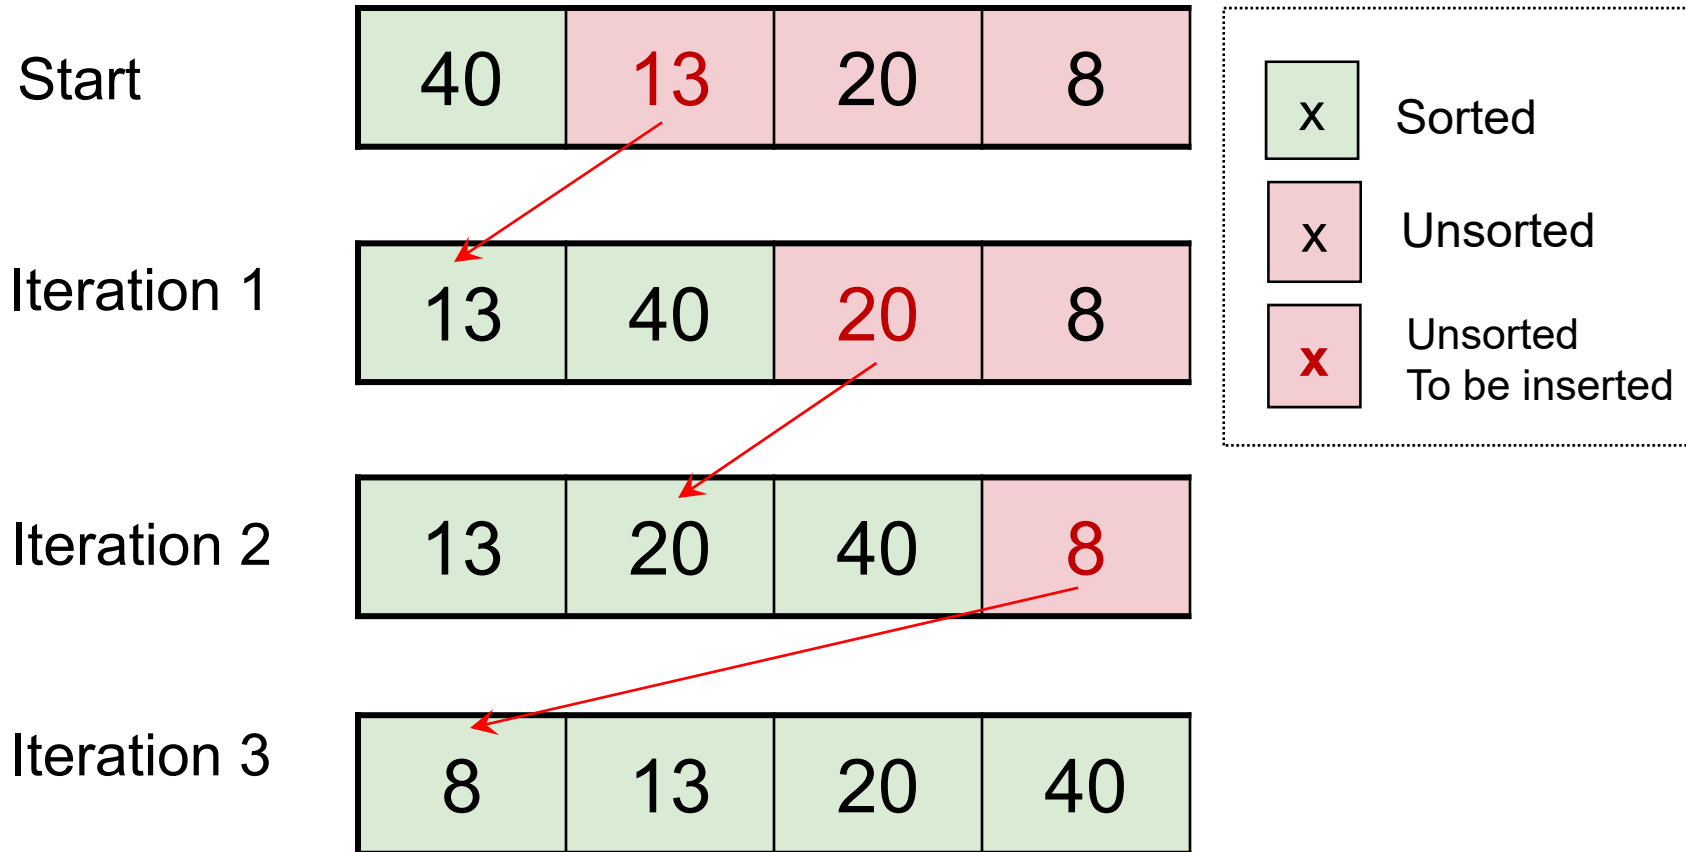 Start 40 13 20 8
Iteration 1 13 40 20 8
Iteration 2 13 20 40 8
Iteration 3 8 13 20 40
x Sorted
x Unsorted
x Unsorted
To be inserted